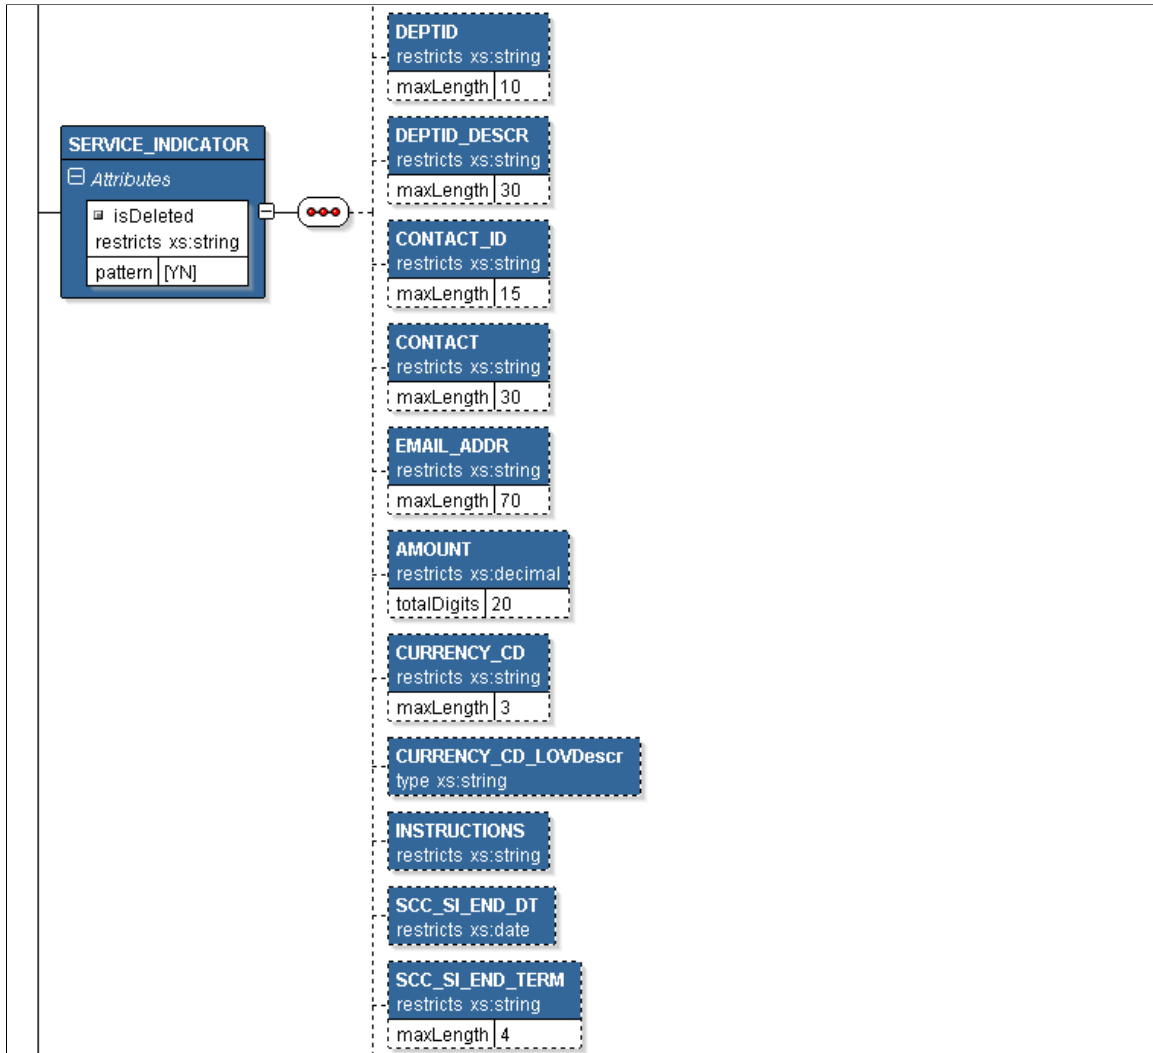 SERVICE_INDICATOR
Attributes
isDeleted
restricts xs:string
pattern [YN]
DEPTID
restricts xs:string
maxLength 10
DEPTID_DESCR
restricts xs:string
maxLength 30
CONTACT_ID
restricts xs:string
maxLength 15
CONTACT
restricts xs:string
maxLength 30
EMAIL_ADDR
restricts xs:string
maxLength 70
AMOUNT
restricts xs:decimal
totalDigits 20
CURRENCY_CD
restricts xs:string
maxLength 3
CURRENCY_CD_LOVDescr
type xs:string
INSTRUCTIONS
restricts xs:string
SCC_SI_END_DT
restricts xs:date
SCC_SI_END_TERM
restricts xs:string
maxLength 4